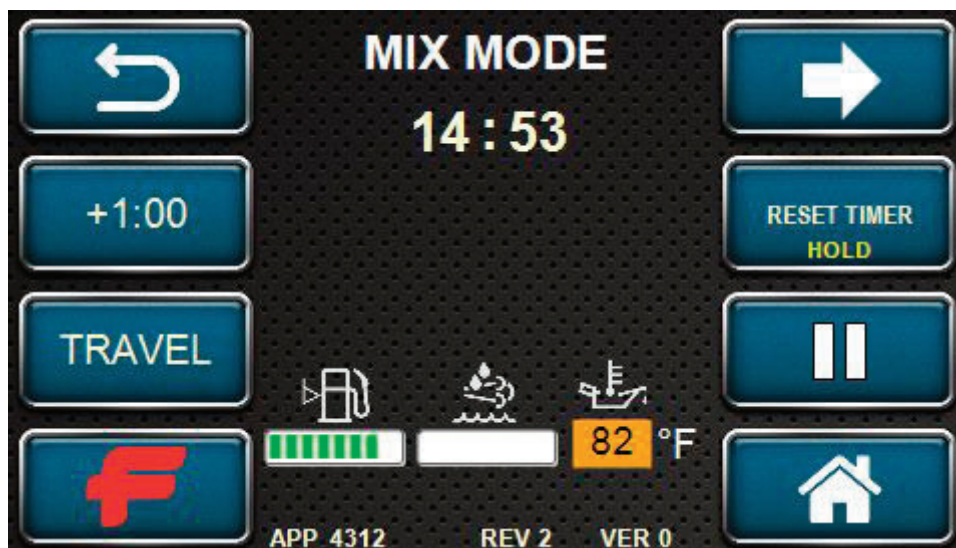 MIX MODE
14:53
+1:00
RESET TIMER
HOLD
TRAVEL
82 °F
APP 4312 REV 2 VER 0